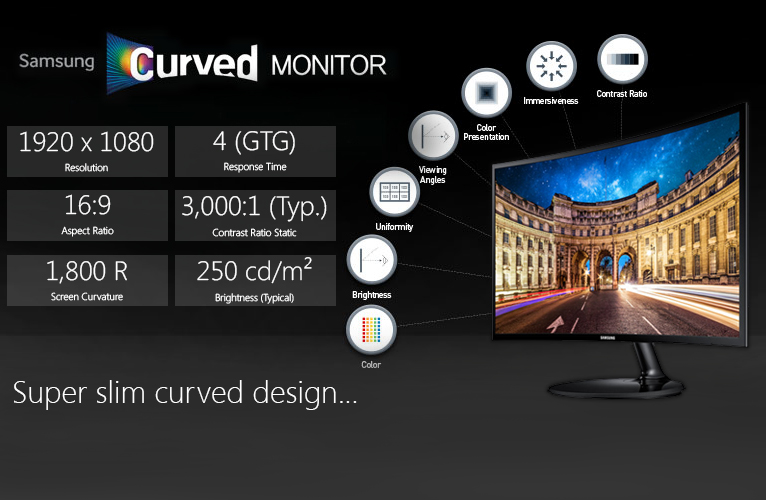 Samsung Curved MONITOR
1920 x 1080
Resolution
4 (GTG)
Response Time
16:9
Aspect Ratio
3,000:1 (Typ.)
Contrast Ratio Static
1,800 R
Screen Curvature
250 cd/m²
Brightness (Typical)
Contrast Ratio
Immersiveness
Color
Presentation
Viewing
Angles
Uniformity
Brightness
Color
SAMSUNG
Super slim curved design...